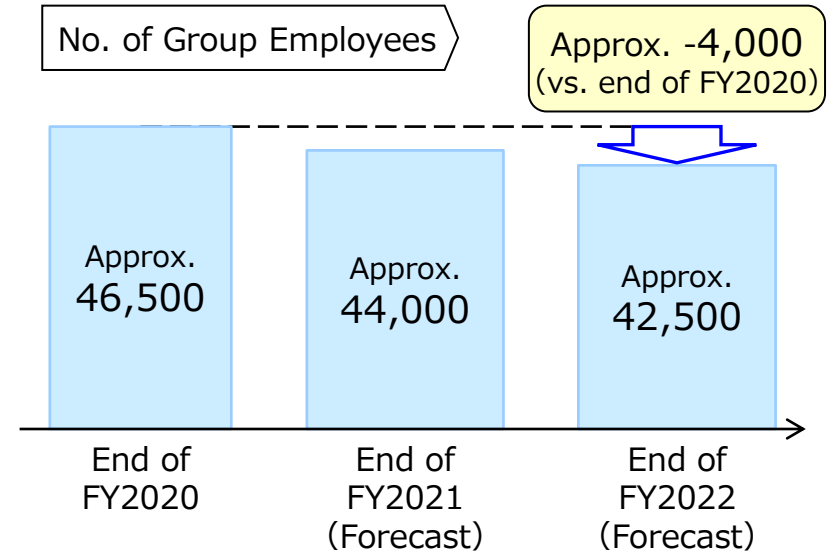 No. of Group Employees
Approx. -4,000
(vs. end of FY2020)
Approx.
46,500
Approx.
44,000
Approx.
42,500
End of
FY2020
End of
FY2021
(Forecast)
End of
FY2022
(Forecast)